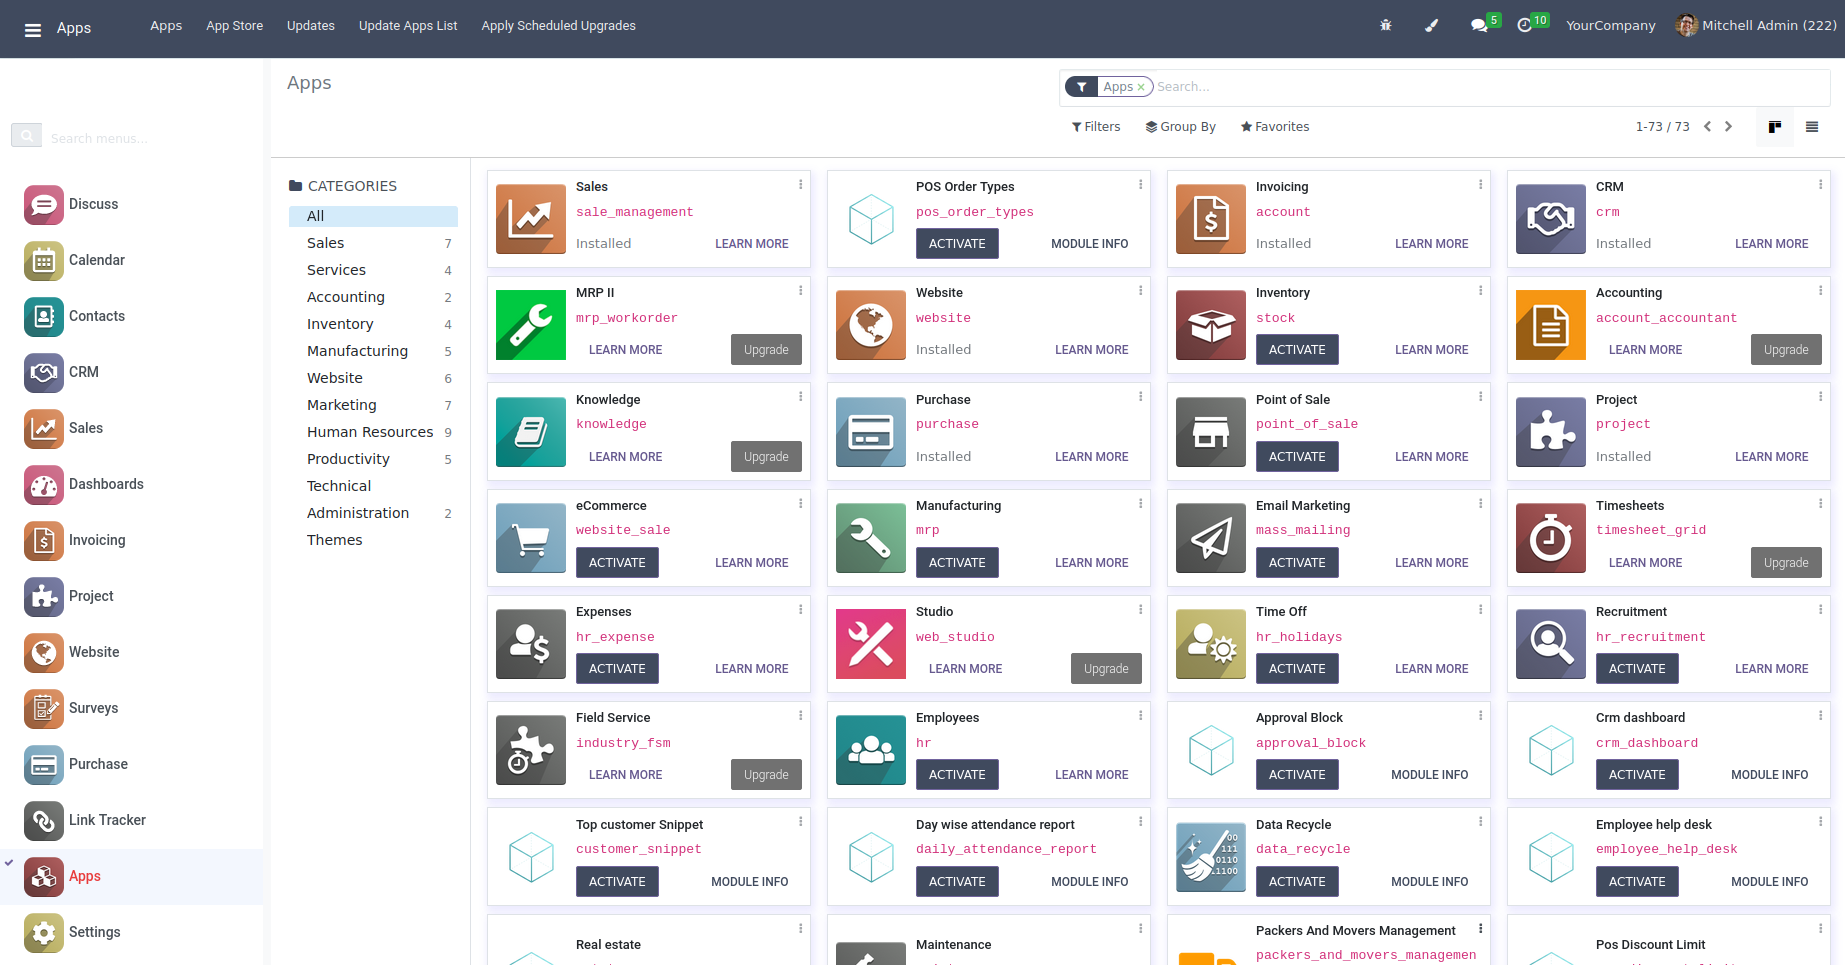 Apps
Apps App Store Updates Update Apps List Apply Scheduled Upgrades
5 10 YourCompany Mitchell Admin (222)
Search menus...
Discuss
Calendar
Contacts
CRM
Sales
Dashboards
Invoicing
Project
Website
Surveys
Purchase
Link Tracker
Apps
Settings
Apps
Apps × Search...
Filters Group By Favorites 1-73 / 73
CATEGORIES
All
Sales 7
Services 4
Accounting 2
Inventory 4
Manufacturing 5
Website 6
Marketing 7
Human Resources 9
Productivity 5
Technical
Administration 2
Themes
Sales
sale_management
Installed LEARN MORE
POS Order Types
pos_order_types
ACTIVATE MODULE INFO
Invoicing
account
Installed LEARN MORE
CRM
crm
Installed LEARN MORE
MRP II
mrp_workorder
LEARN MORE Upgrade
Website
website
Installed LEARN MORE
Inventory
stock
ACTIVATE LEARN MORE
Accounting
account_accountant
LEARN MORE Upgrade
Knowledge
knowledge
LEARN MORE Upgrade
Purchase
purchase
Installed LEARN MORE
Point of Sale
point_of_sale
ACTIVATE LEARN MORE
Project
project
Installed LEARN MORE
eCommerce
website_sale
ACTIVATE LEARN MORE
Manufacturing
mrp
ACTIVATE LEARN MORE
Email Marketing
mass_mailing
ACTIVATE LEARN MORE
Timesheets
timesheet_grid
LEARN MORE Upgrade
Expenses
hr_expense
ACTIVATE LEARN MORE
Studio
web_studio
LEARN MORE Upgrade
Time Off
hr_holidays
ACTIVATE LEARN MORE
Recruitment
hr_recruitment
ACTIVATE LEARN MORE
Field Service
industry_fsm
LEARN MORE Upgrade
Employees
hr
ACTIVATE LEARN MORE
Approval Block
approval_block
ACTIVATE MODULE INFO
Crm dashboard
crm_dashboard
ACTIVATE MODULE INFO
Top customer Snippet
customer_snippet
ACTIVATE MODULE INFO
Day wise attendance report
daily_attendance_report
ACTIVATE MODULE INFO
Data Recycle
data_recycle
ACTIVATE MODULE INFO
00
111
0110
11100
Employee help desk
employee_help_desk
ACTIVATE MODULE INFO
Real estate
Maintenance
Packers And Movers Management
packers_and_movers_managemen
Pos Discount Limit